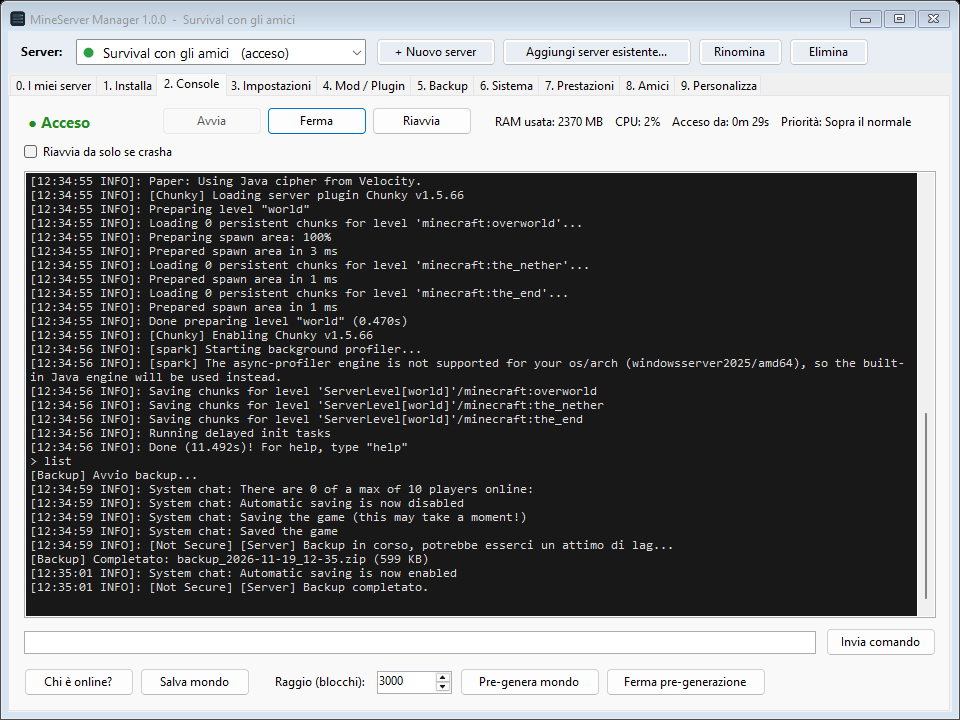 MineServer Manager 1.0.0 - Survival con gli amici
Server: Survival con gli amici (acceso) + Nuovo server Aggiungi server esistente... Rinomina Elimina
0. I miei server 1. Installa 2. Console 3. Impostazioni 4. Mod / Plugin 5. Backup 6. Sistema 7. Prestazioni 8. Amici 9. Personalizza
● Acceso Avvia Ferma Riavvia RAM usata: 2370 MB CPU: 2% Acceso da: 0m 29s Priorità: Sopra il normale
Riavvia da solo se crasha
[12:34:55 INFO]: Paper: Using Java cipher from Velocity.
[12:34:55 INFO]: [Chunky] Loading server plugin Chunky v1.5.66
[12:34:55 INFO]: Preparing level "world"
[12:34:55 INFO]: Loading 0 persistent chunks for level 'minecraft:overworld'...
[12:34:55 INFO]: Preparing spawn area: 100%
[12:34:55 INFO]: Prepared spawn area in 3 ms
[12:34:55 INFO]: Loading 0 persistent chunks for level 'minecraft:the_nether'...
[12:34:55 INFO]: Prepared spawn area in 1 ms
[12:34:55 INFO]: Loading 0 persistent chunks for level 'minecraft:the_end'...
[12:34:55 INFO]: Prepared spawn area in 1 ms
[12:34:55 INFO]: Done preparing level "world" (0.470s)
[12:34:55 INFO]: [Chunky] Enabling Chunky v1.5.66
[12:34:56 INFO]: [spark] Starting background profiler...
[12:34:56 INFO]: [spark] The async-profiler engine is not supported for your os/arch (windowsserver2025/amd64), so the built-
in Java engine will be used instead.
[12:34:56 INFO]: Saving chunks for level 'ServerLevel[world]'/minecraft:overworld
[12:34:56 INFO]: Saving chunks for level 'ServerLevel[world]'/minecraft:the_nether
[12:34:56 INFO]: Saving chunks for level 'ServerLevel[world]'/minecraft:the_end
[12:34:56 INFO]: Running delayed init tasks
[12:34:56 INFO]: Done (11.492s)! For help, type "help"
> list
[Backup] Avvio backup...
[12:34:59 INFO]: System chat: There are 0 of a max of 10 players online:
[12:34:59 INFO]: System chat: Automatic saving is now disabled
[12:34:59 INFO]: System chat: Saving the game (this may take a moment!)
[12:34:59 INFO]: System chat: Saved the game
[12:34:59 INFO]: [Not Secure] [Server] Backup in corso, potrebbe esserci un attimo di lag...
[Backup] Completato: backup_2026-11-19_12-35.zip (599 KB)
[12:35:01 INFO]: System chat: Automatic saving is now enabled
[12:35:01 INFO]: [Not Secure] [Server] Backup completato.
Invia comando
Chi è online? Salva mondo Raggio (blocchi): 3000 Pre-genera mondo Ferma pre-generazione